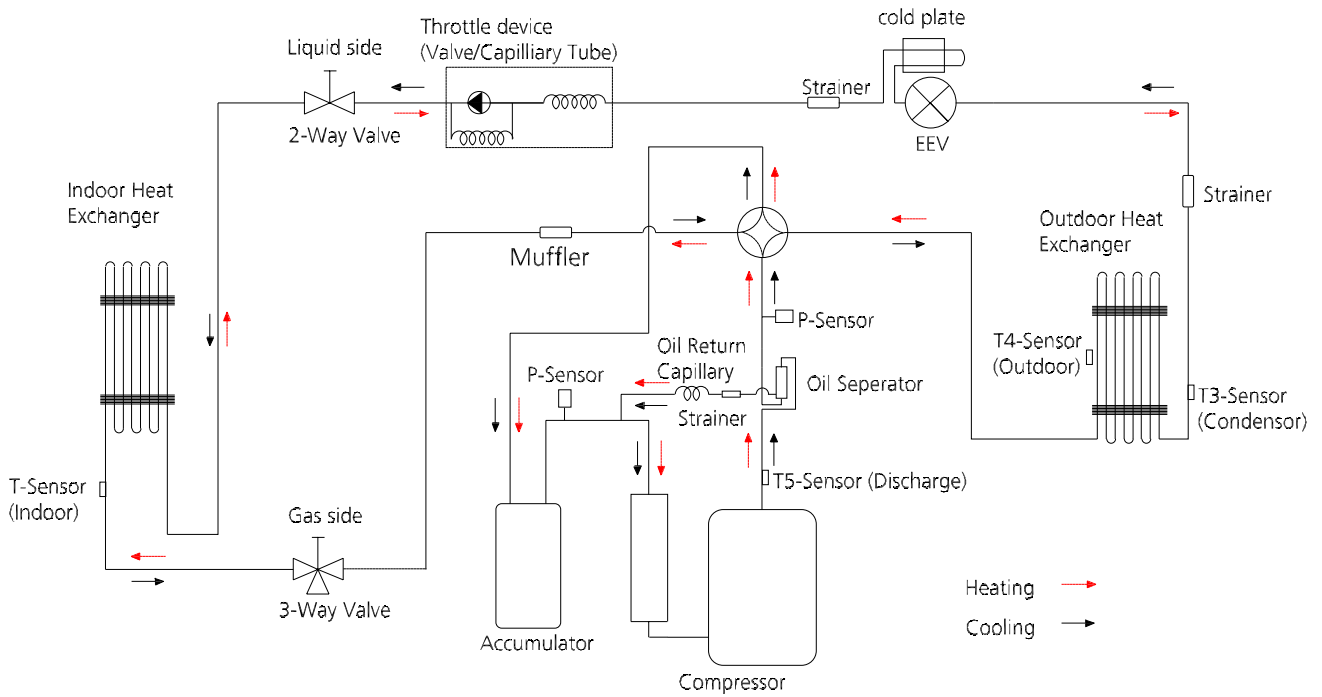 cold plate
Throttle device
(Valve/Capilliary Tube)
Liquid side
Strainer
2-Way Valve
EEV
Indoor Heat
Exchanger
Strainer
Outdoor Heat
Exchanger
Muffler
P-Sensor
T4-Sensor
(Outdoor)
Oil Return
Capillary
P-Sensor
Oil Seperator
T3-Sensor
(Condensor)
Strainer
T5-Sensor (Discharge)
T-Sensor
(Indoor)
Gas side
3-Way Valve
Heating
Cooling
Accumulator
Compressor